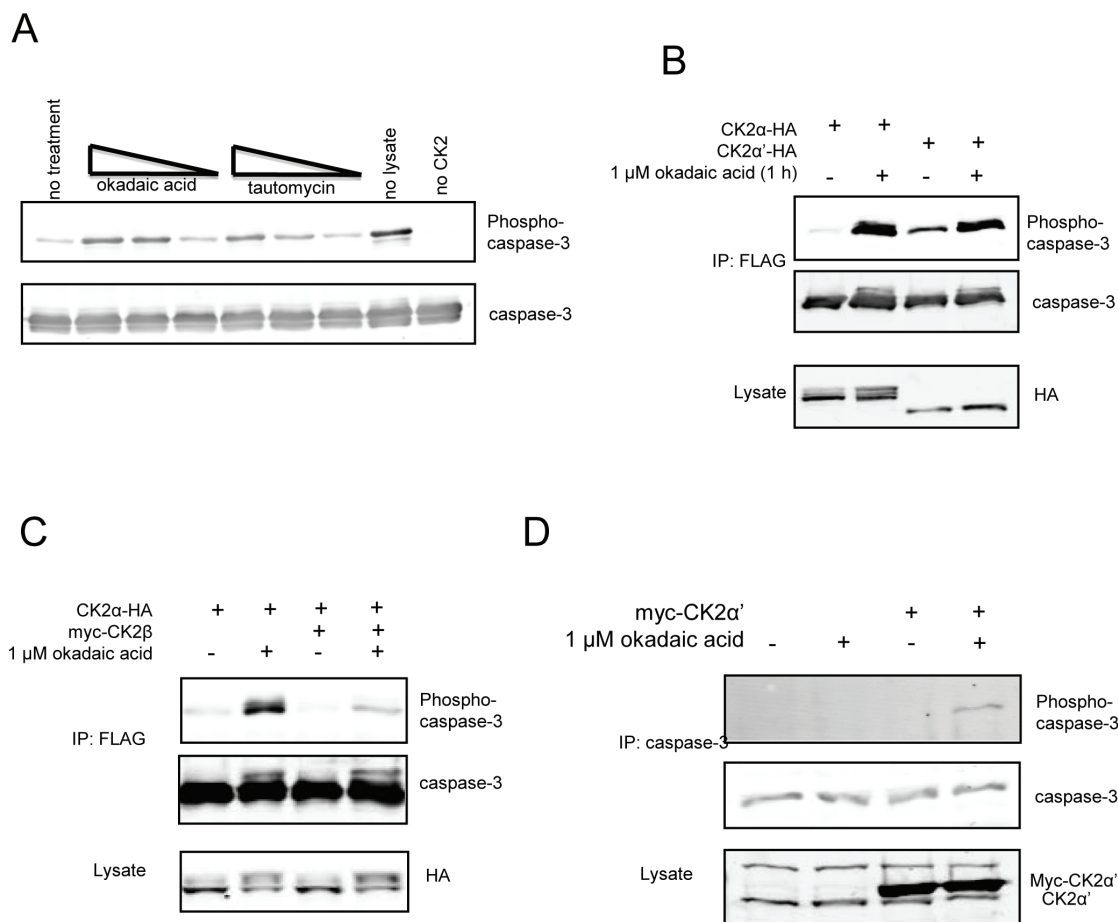 A
no treatment
okadaic acid
tautomycin
no lysate
no CK2
Phospho-
caspase-3
caspase-3
B
CK2α-HA + +
CK2α'-HA + +
1 µM okadaic acid (1 h) - + - +
IP: FLAG
Phospho-
caspase-3
caspase-3
Lysate
HA
C
CK2α-HA + + + +
myc-CK2β + +
1 µM okadaic acid - + - +
IP: FLAG
Phospho-
caspase-3
caspase-3
Lysate
HA
D
myc-CK2α' + +
1 µM okadaic acid - + - +
IP: caspase-3
Phospho-
caspase-3
caspase-3
Lysate
Myc-CK2α'
CK2α'